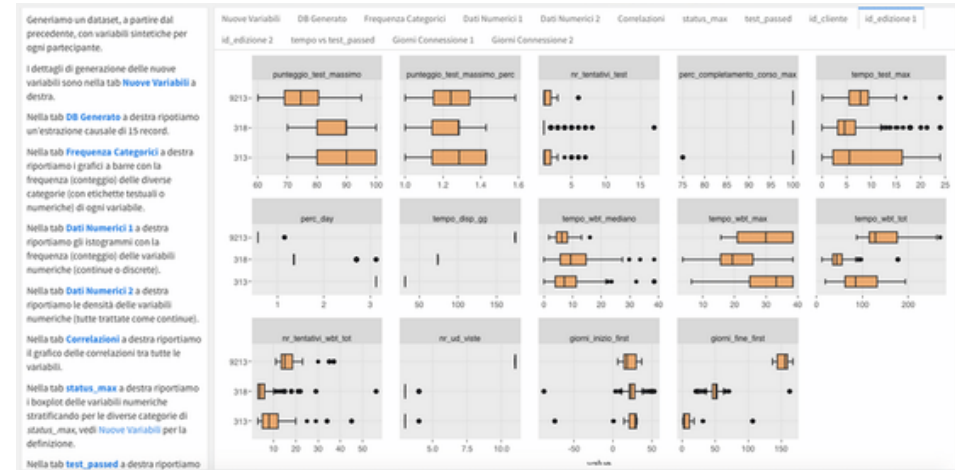 Generiamo un dataset, a partire dal
precedente, con variabili sintetiche per
ogni partecipante.
I dettagli di generazione delle nuove
variabili sono nella tab Nuove Variabili a
destra.
Nella tab DB Generato a destra ripotiamo
un'estrazione causale di 15 record.
Nella tab Frequenza Categorici a destra
riportiamo i grafici a barre con la
frequenza (conteggio) delle diverse
categorie (con etichette testuali o
numeriche) di ogni variabile.
Nella tab Dati Numerici 1 a destra
riportiamo gli istogrammi con la
frequenza (conteggio) delle variabili
numeriche (continue o discrete).
Nella tab Dati Numerici 2 a destra
riportiamo le densità delle variabili
numeriche (tutte trattate come continue).
Nella tab Correlazioni a destra riportiamo
il grafico delle correlazioni tra tutte le
variabili.
Nella tab status_max a destra riportiamo
i boxplot delle variabili numeriche
stratificando per le diverse categorie di
status_max, vedi Nuove Variabili per la
definizione.
Nella tab test_passed a destra riportiamo
Nuove Variabili DB Generato Frequenza Categorici Dati Numerici 1 Dati Numerici 2 Correlazioni status_max test_passed id_cliente id_edizione 1
id_edizione 2 tempo vs test_passed Giorni Connessione 1 Giorni Connessione 2
punteggio_test_massimo punteggio_test_massimo_perc nr_tentativi_test perc_completamento_corso_max tempo_test_max
9213
318
313
60 70 80 90 100 1.0 1.2 1.4 1.6 5 10 15 75 80 85 90 95 100 0 5 10 15 20 25
perc_day tempo_disp_gg tempo_wbt_mediano tempo_wbt_max tempo_wbt_tot
9213
318
313
1 2 3 50 100 150 0 10 20 30 40 10 20 30 40 100 200
nr_tentativi_wbt_tot nr_ud_viste giorni_inizio_first giorni_fine_first
9213
318
313
10 20 30 40 50 5.0 7.5 10.0 -50 0 50 0 50 100 150